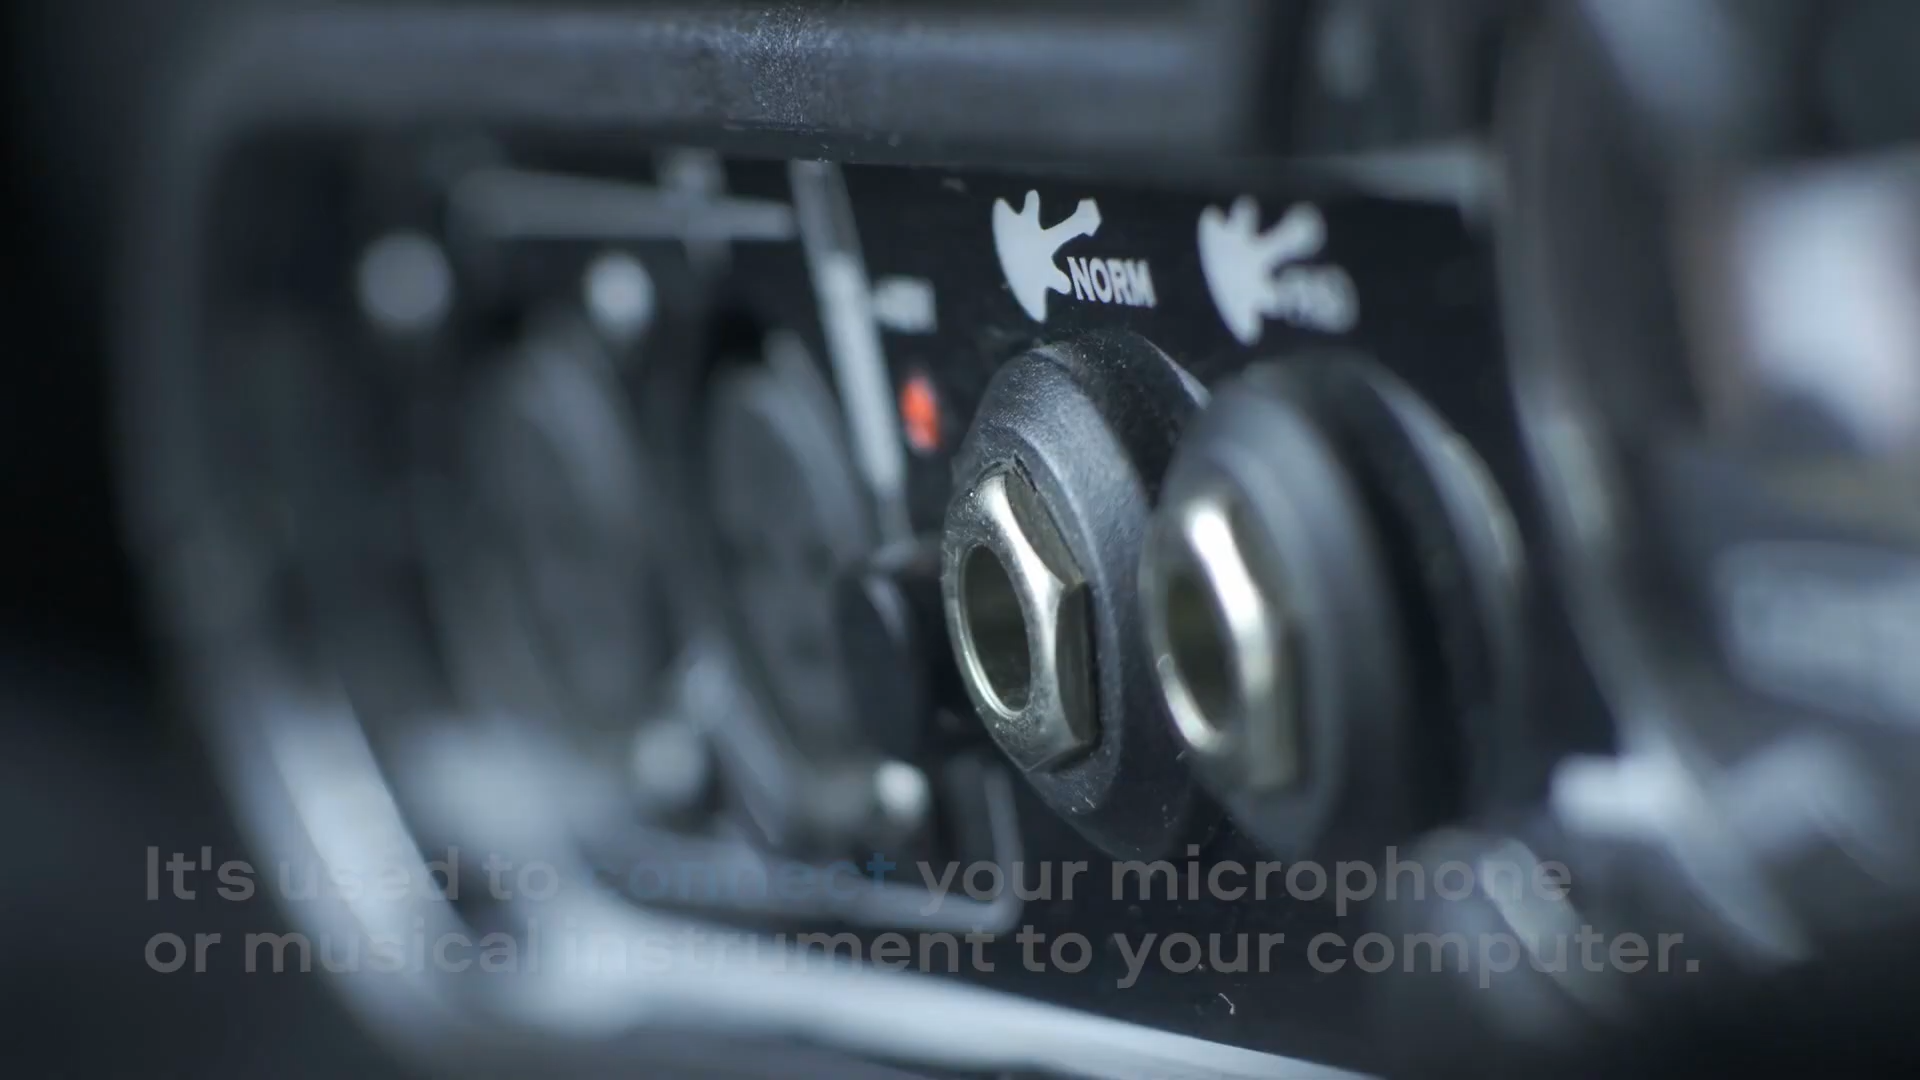 NORM
It's used to connect your microphone
or musical instrument to your computer.